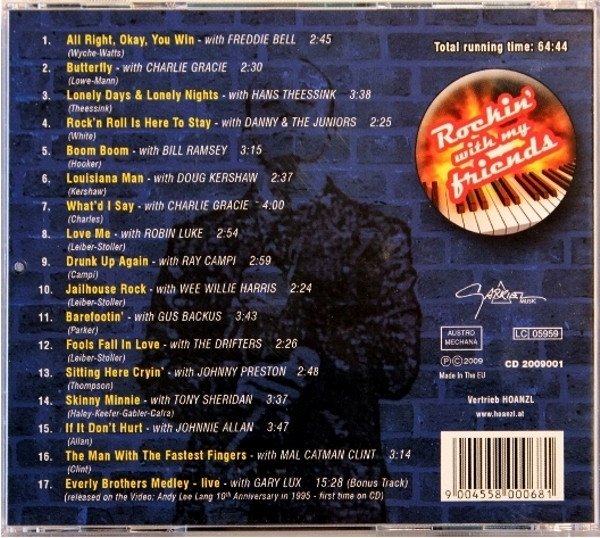 1. All Right, Okay, You Win - with FREDDIE BELL 2:45
(Wyche-Watts)
2. Butterfly - with CHARLIE GRACIE 2:30
(Lowe-Mann)
3. Lonely Days & Lonely Nights - with HANS THEESSINK 3:38
(Theessink)
4. Rock'n Roll Is Here To Stay - with DANNY & THE JUNIORS 2:25
(White)
5. Boom Boom - with BILL RAMSEY 3:15
(Hooker)
6. Louisiana Man - with DOUG KERSHAW 2:37
(Kershaw)
7. What'd I Say - with CHARLIE GRACIE 4:00
(Charles)
8. Love Me - with ROBIN LUKE 2:54
(Leiber-Stoller)
9. Drunk Up Again - with RAY CAMPI 2:59
(Campi)
10. Jailhouse Rock - with WEE WILLIE HARRIS 2:24
(Leiber-Stoller)
11. Barefootin' - with GUS BACKUS 3:43
(Parker)
12. Fools Fall In Love - with THE DRIFTERS 2:26
(Leiber-Stoller)
13. Sitting Here Cryin' - with JOHNNY PRESTON 2:48
(Thompson)
14. Skinny Minnie - with TONY SHERIDAN 3:37
(Haley-Keefer-Gabler-Cafra)
15. If It Don't Hurt - with JOHNNIE ALLAN 3:47
(Allan)
16. The Man With The Fastest Fingers - with MAL CATMAN CLINT 3:14
(Clint)
17. Everly Brothers Medley - live - with GARY LUX 15:28 (Bonus Track)
(released on the Video: Andy Lee Lang 10th Anniversary in 1995 - first time on CD)
Total running time: 64:44
Rockin'
with my
friends
GABRIEL
MUSIC
AUSTRO
MECHANA
LC 05959
℗©2009
CD 2009001
Made In The EU
Vertrieb HOANZL
www.hoanzl.at
9 004558 000681